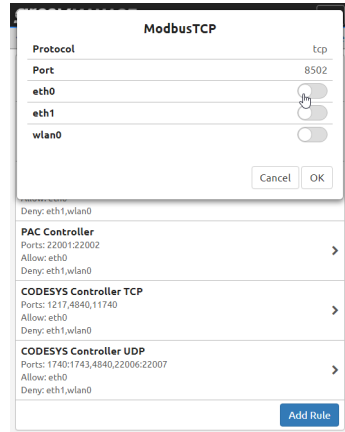 ModbusTCP
Protocol tcp
Port 8502
eth0
eth1
wlan0
Cancel OK
Deny: eth1,wlan0
PAC Controller
Ports: 22001:22002
Allow: eth0
Deny: eth1,wlan0
CODESYS Controller TCP
Ports: 1217,4840,11740
Allow: eth0
Deny: eth1,wlan0
CODESYS Controller UDP
Ports: 1740:1743,4840,22006:22007
Allow: eth0
Deny: eth1,wlan0
Add Rule